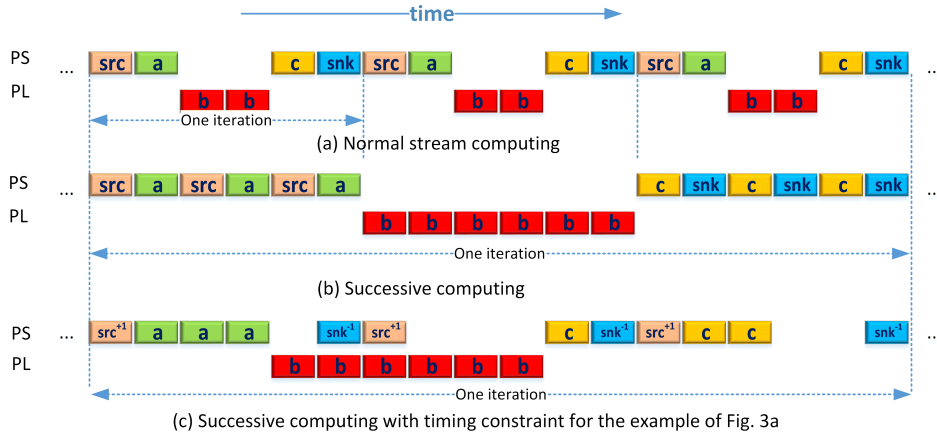 time
PS ... src a c snk src a c snk src a c snk ..
PL b b b b b b
One iteration
(a) Normal stream computing
PS ... src a src a src a c snk c snk c snk ..
PL b b b b b b
One iteration
(b) Successive computing
PS ... src+1 a a a snk-1 src+1 c snk-1 src+1 c c snk-1 ..
PL b b b b b b
One iteration
(c) Successive computing with timing constraint for the example of Fig. 3a